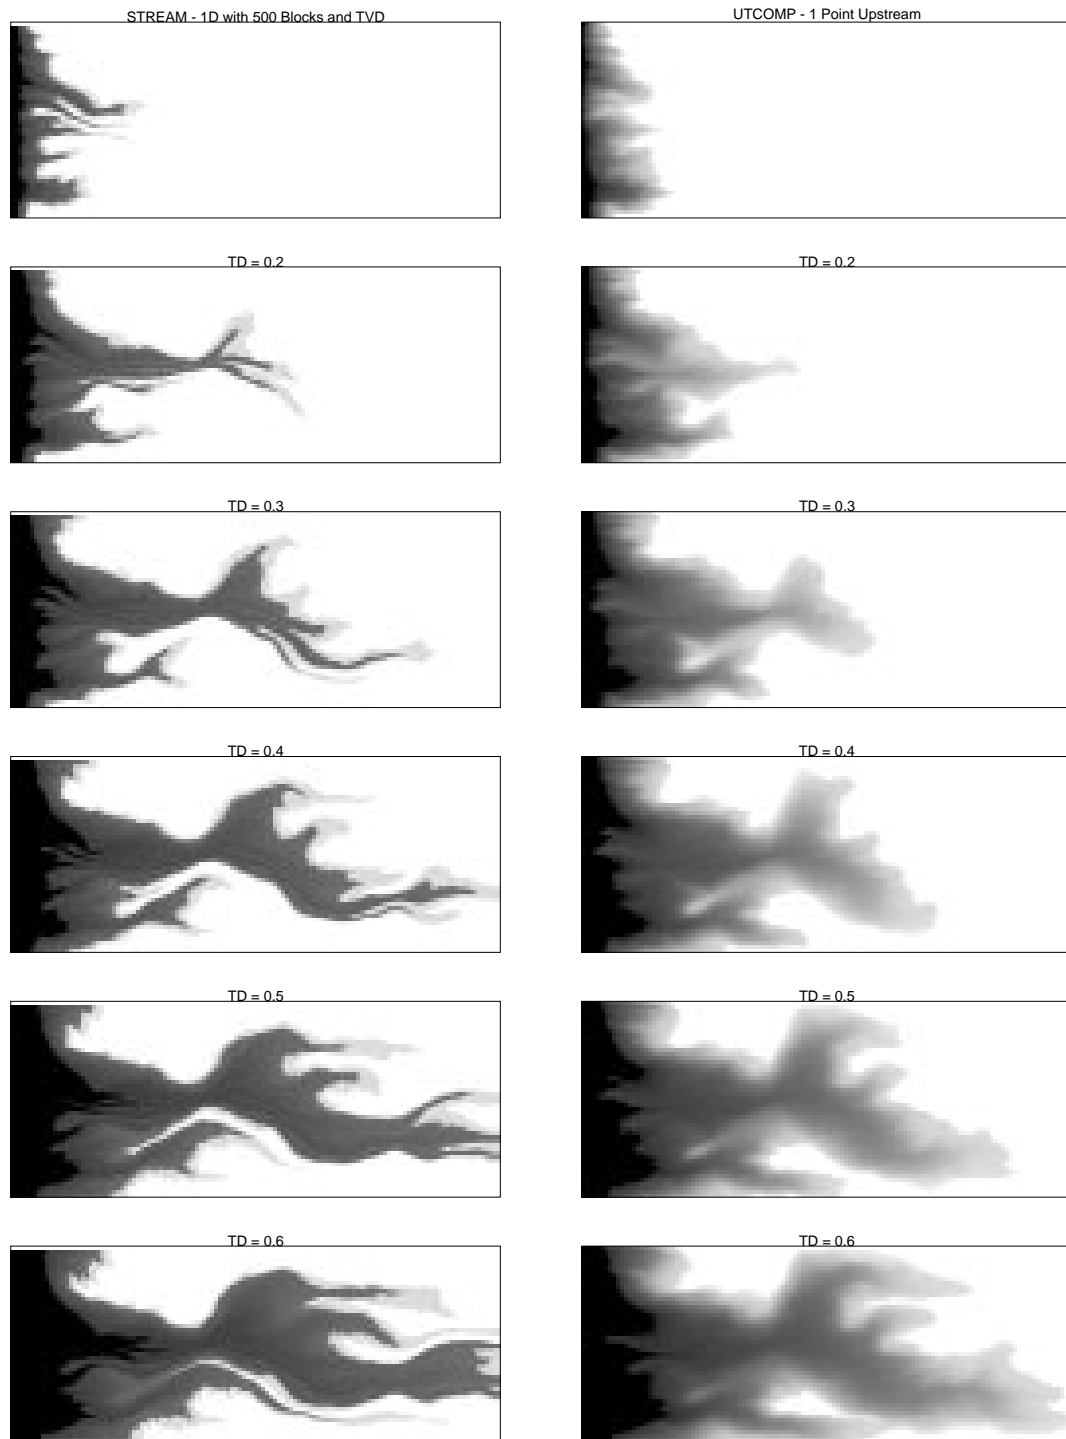 STREAM - 1D with 500 Blocks and TVD
UTCOMP - 1 Point Upstream
TD = 0.2
TD = 0.2
TD = 0.3
TD = 0.3
TD = 0.4
TD = 0.4
TD = 0.5
TD = 0.5
TD = 0.6
TD = 0.6